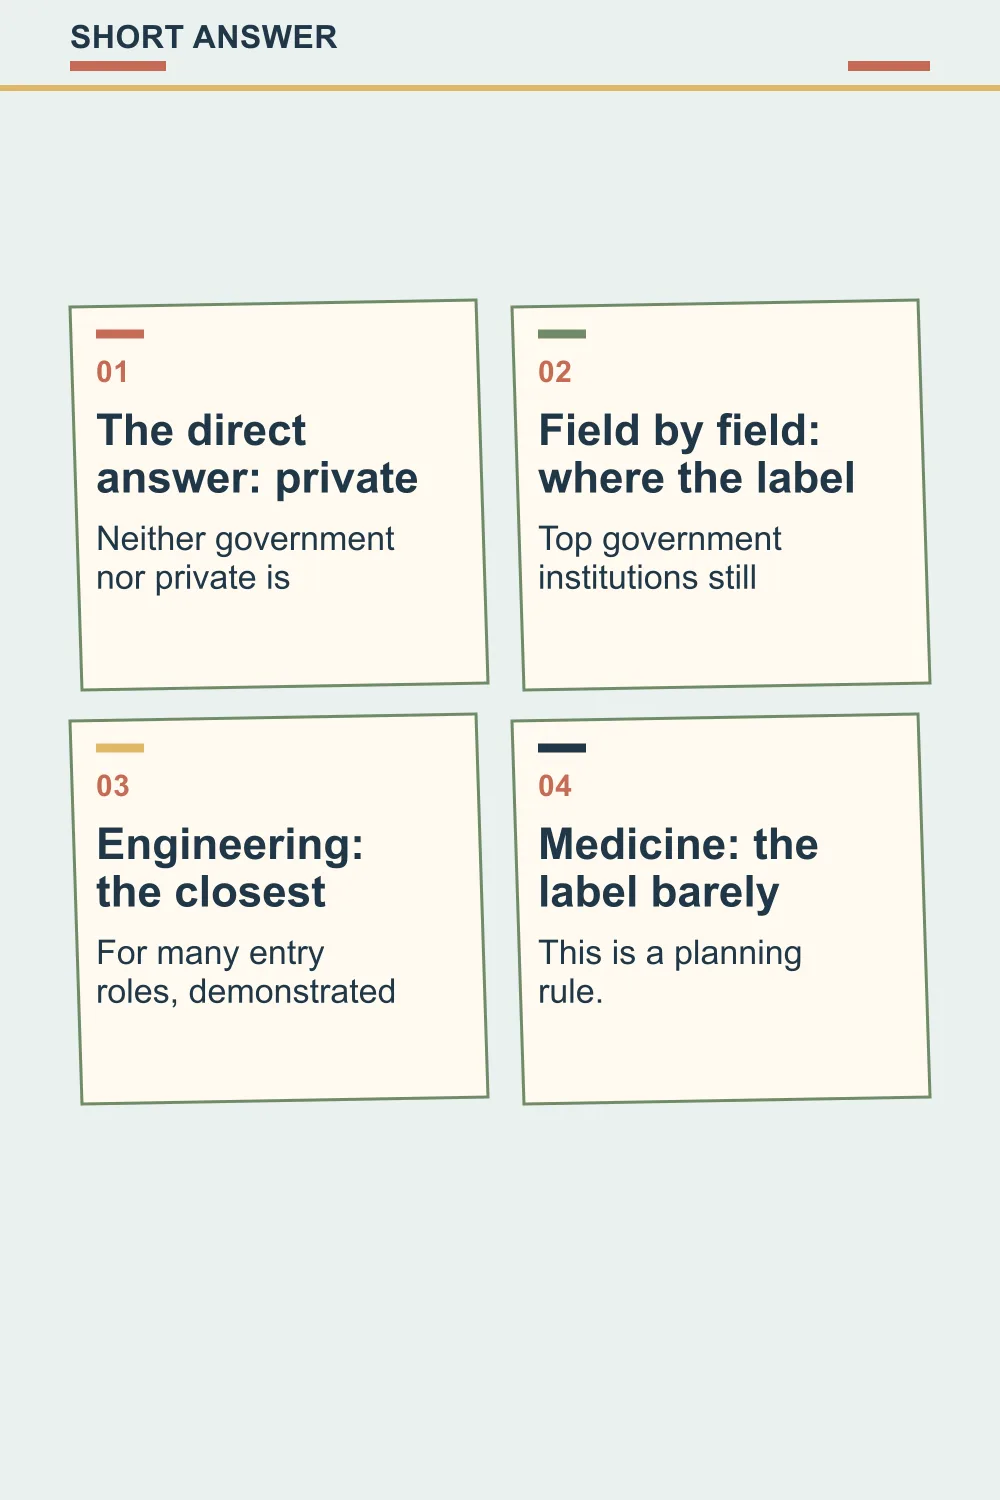 SHORT ANSWER
01
The direct
answer: private
Neither government
nor private is
02
Field by field:
where the label
Top government
institutions still
03
Engineering:
the closest
For many entry
roles, demonstrated
04
Medicine: the
label barely
This is a planning
rule.